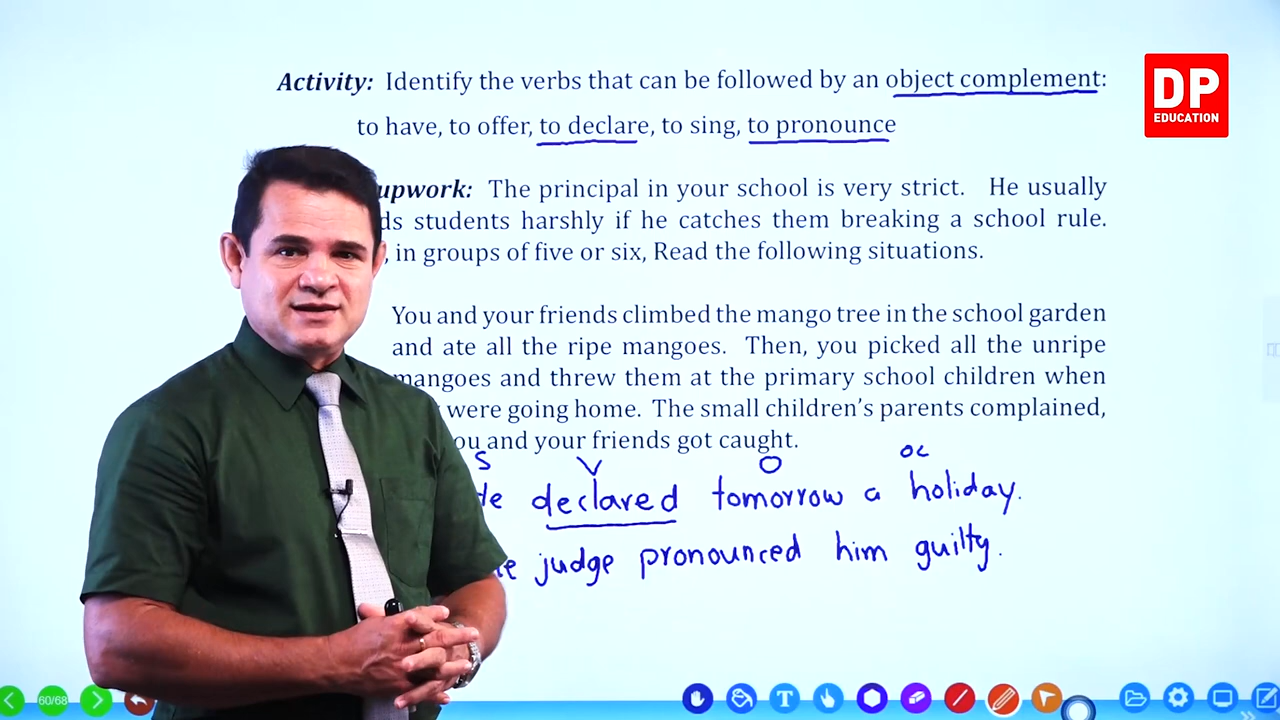 Activity: Identify the verbs that can be followed by an object complement:
to have, to offer, to declare, to sing, to pronounce
DP
EDUCATION
upwork: The principal in your school is very strict. He usually
ds students harshly if he catches them breaking a school rule.
, in groups of five or six, Read the following situations.
You and your friends climbed the mango tree in the school garden
and ate all the ripe mangoes. Then, you picked all the unripe
mangoes and threw them at the primary school children when
were going home. The small children's parents complained,
ou and your friends got caught.
S V O OC
He declared tomorrow a holiday.
e judge pronounced him guilty.
60/68
T